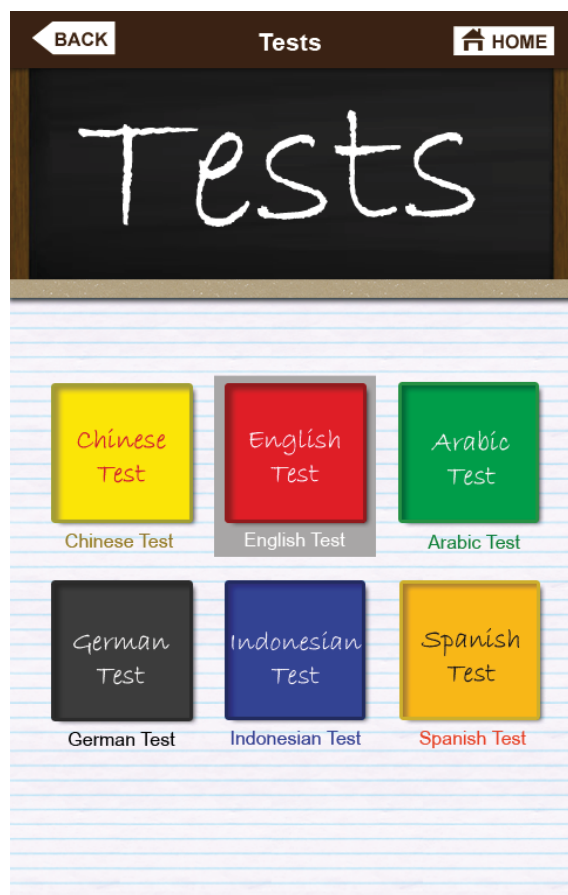 BACK
Tests
HOME
Tests
Chinese
Test
English
Test
Arabic
Test
Chinese Test
English Test
Arabic Test
German
Test
Indonesian
Test
Spanish
Test
German Test
Indonesian Test
Spanish Test